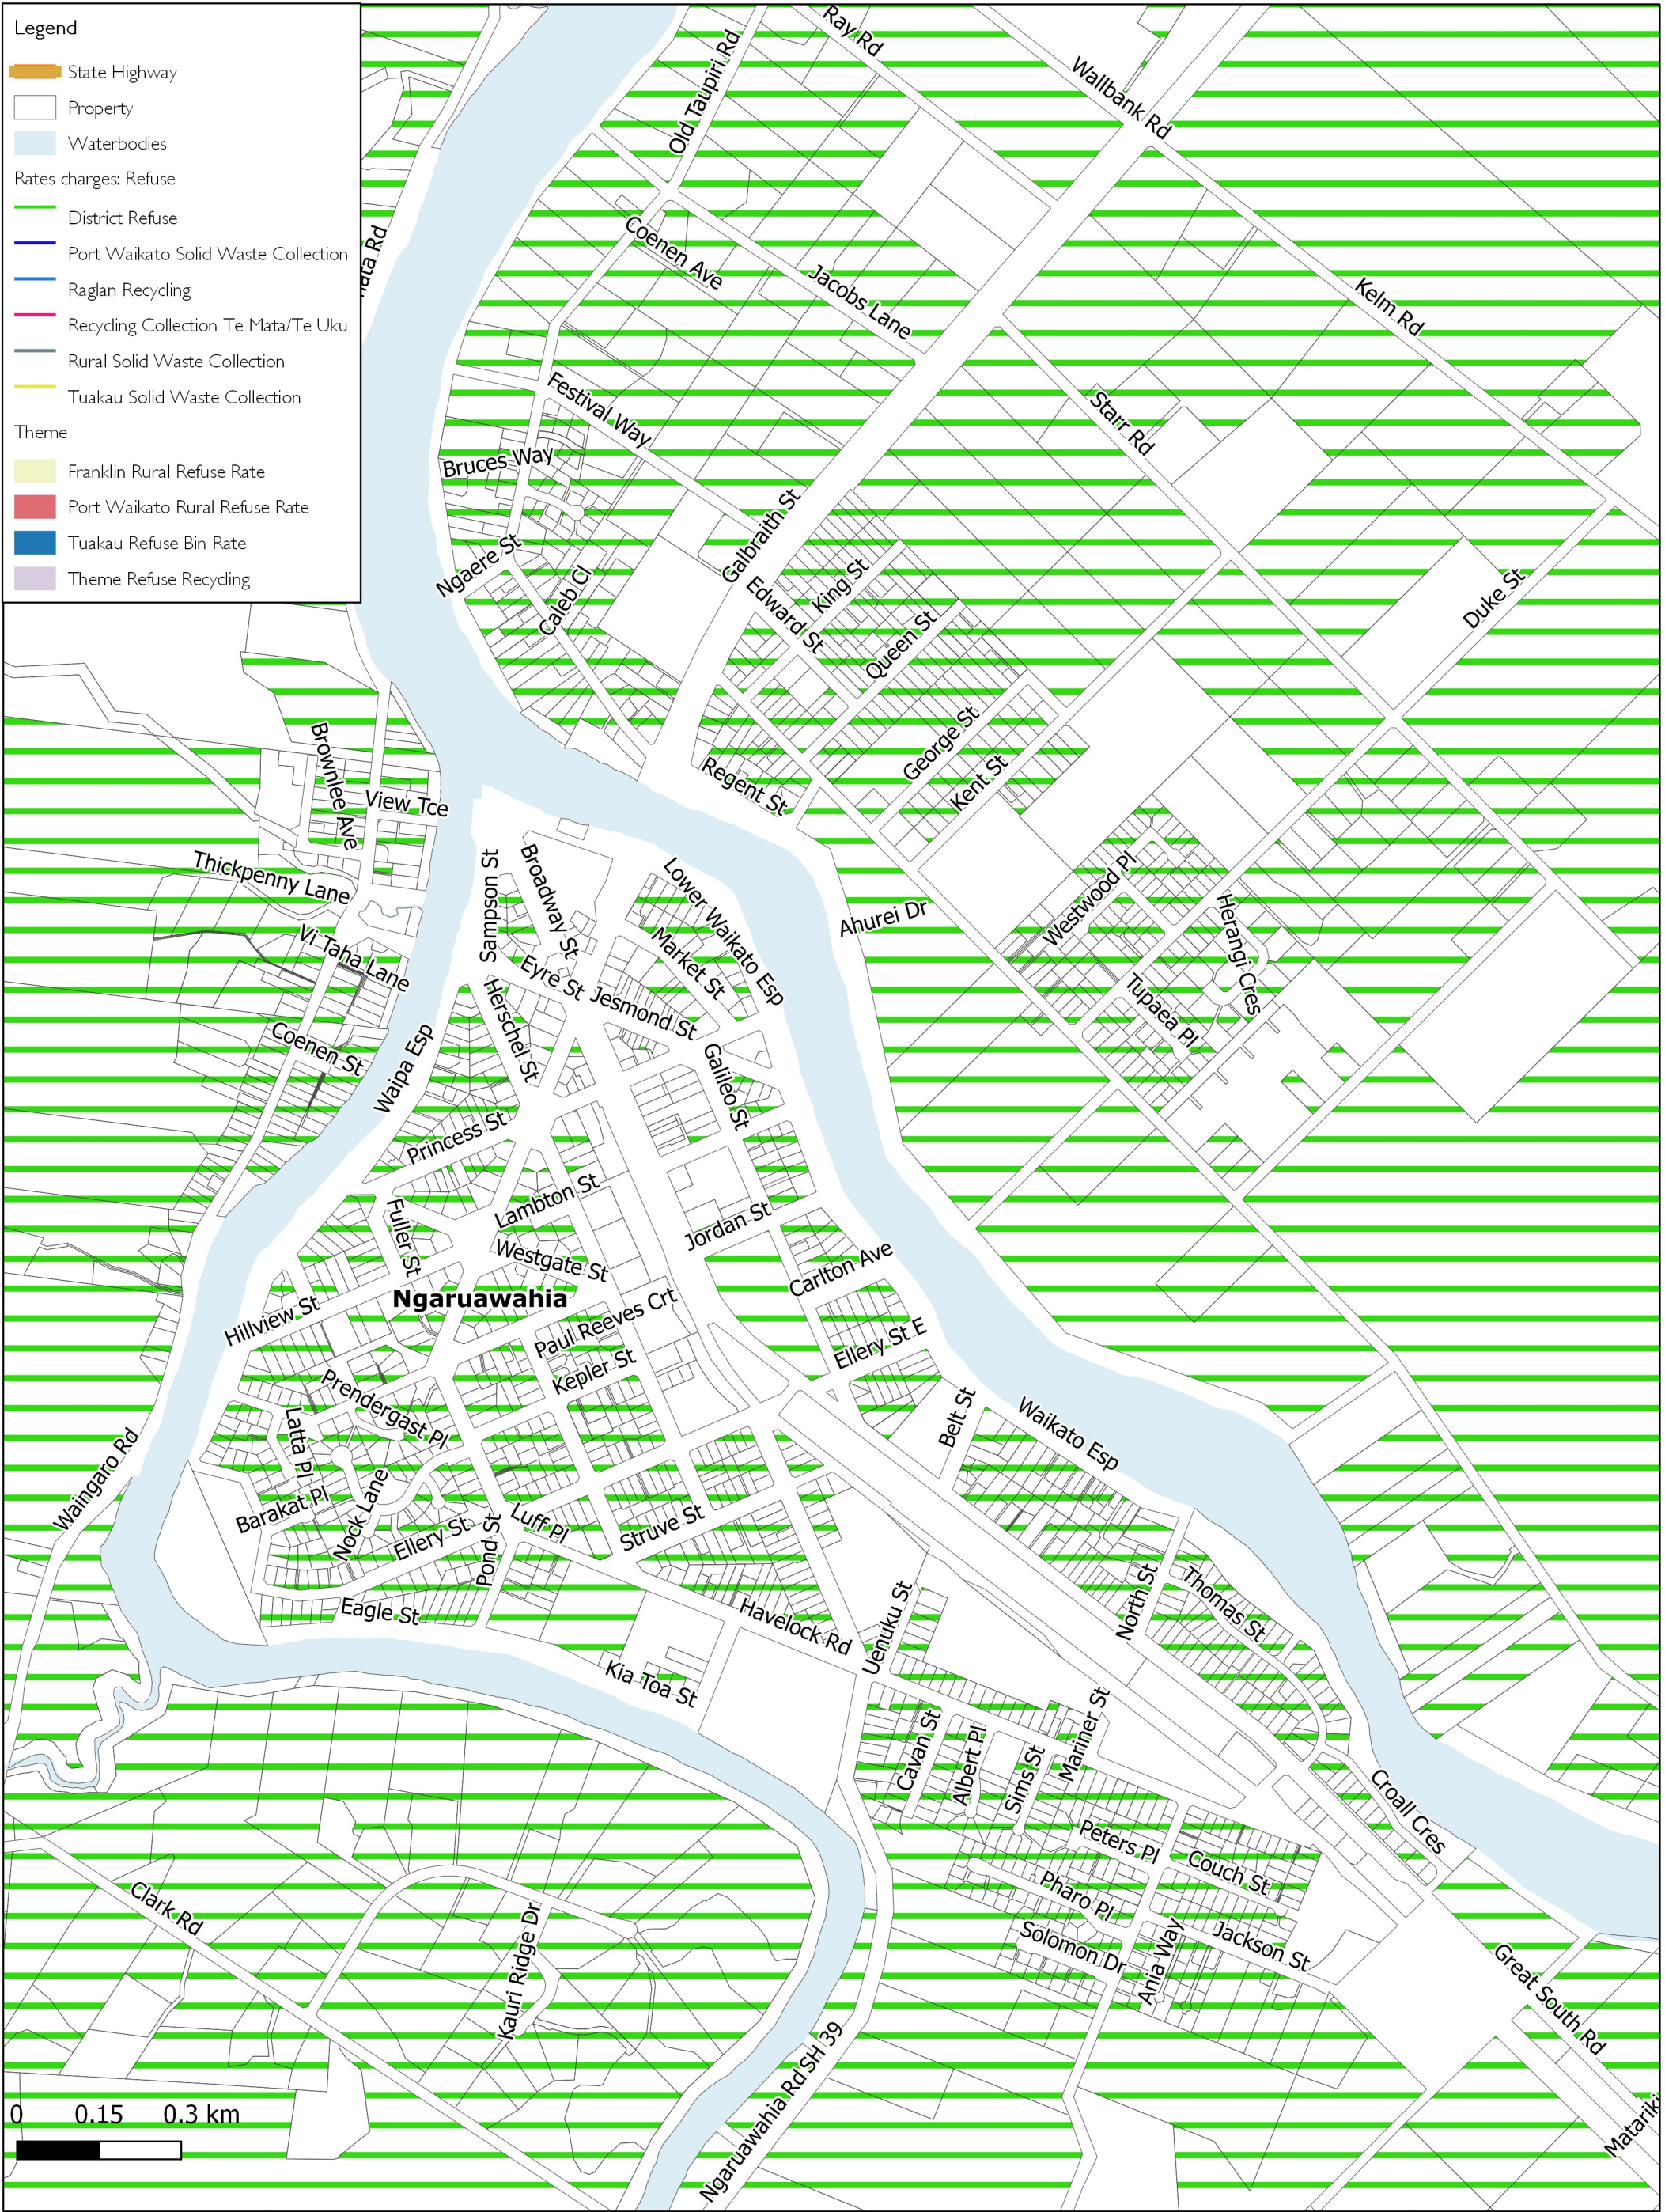 Legend
State Highway
Property
Waterbodies
Rates charges: Refuse
District Refuse
Port Waikato Solid Waste Collection
Raglan Recycling
Recycling Collection Te Mata/Te Uku
Rural Solid Waste Collection
Tuakau Solid Waste Collection
Theme
Franklin Rural Refuse Rate
Port Waikato Rural Refuse Rate
Tuakau Refuse Bin Rate
Theme Refuse Recycling
Ray Rd
Old Taupiri Rd
Wallbank Rd
Coenen Ave
Jacobs Lane
Kelm Rd
Festival Way
Starr Rd
Bruces Way
Galbraith St
Ngaere St
Caleb Cl
Edward St
King St
Queen St
Duke St
George St
Kent St
Regent St
Brownlee Ave
View Tce
Thickpenny Lane
Vi Taha Lane
Coenen St
Sampson St
Broadway St
Lower Waikato Esp
Market St
Eyre St
Jesmond St
Herschel St
Ahurei Dr
Westwood Pl
Herangi Cres
Tupaea Pl
Waipa Esp
Galileo St
Princess St
Lambton St
Fuller St
Jordan St
Westgate St
Carlton Ave
Ngaruawahia
Hillview St
Paul Reeves Crt
Kepler St
Ellery St E
Prendergast Pl
Latta Pl
Belt St
Waikato Esp
Waingaro Rd
Barakat Pl
Nock Lane
Ellery St
Pond St
Luff Pl
Struve St
Eagle St
Havelock Rd
Uenuku St
North St
Thomas St
Kia Toa St
Cavan St
Albert Pl
Sims St
Mariner St
Croall Cres
Peters Pl
Couch St
Pharo Pl
Solomon Dr
Ania Way
Jackson St
Clark Rd
Kauri Ridge Dr
Great South Rd
Ngaruawahia Rd SH 39
0 0.15 0.3 km